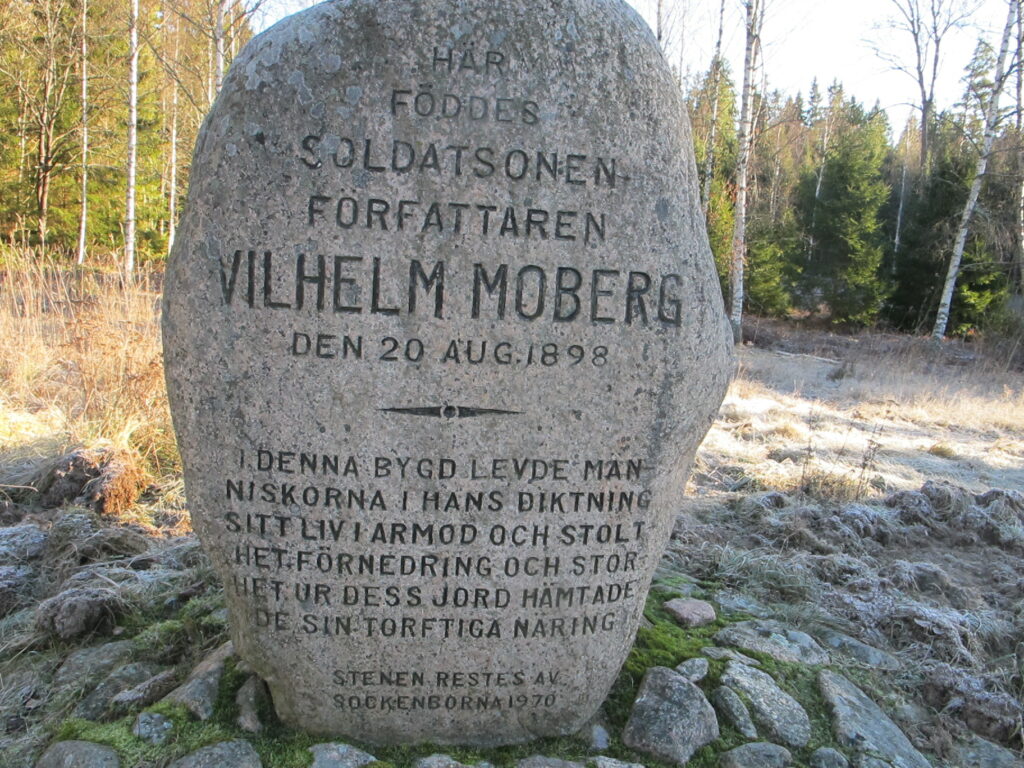 HÄR
FÖDDES
SOLDATSONEN
FÖRFATTAREN
VILHELM MOBERG
DEN 20 AUG. 1898
I DENNA BYGD LEVDE MÄN-
NISKORNA I HANS DIKTNING
SITT LIV I ARMOD OCH STOLT-
HET. FÖRNEDRING OCH STOR-
HET. UR DESS JORD HÄMTADE
DE SIN TORFTIGA NÄRING
STENEN RESTES AV
SOCKENBORNA 1970